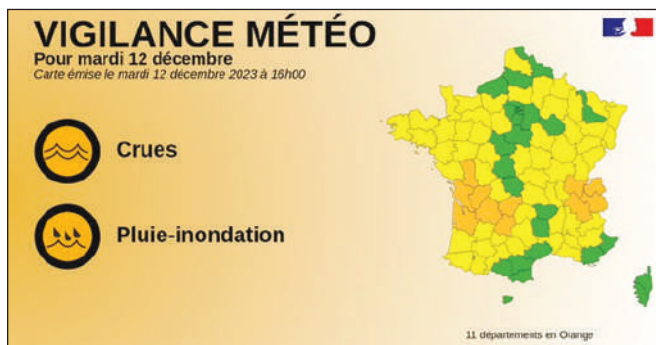 VIGILANCE MÉTÉO
Pour mardi 12 décembre
Carte émise le mardi 12 décembre 2023 à 16h00
Crues
Pluie-inondation
11 départements en Orange